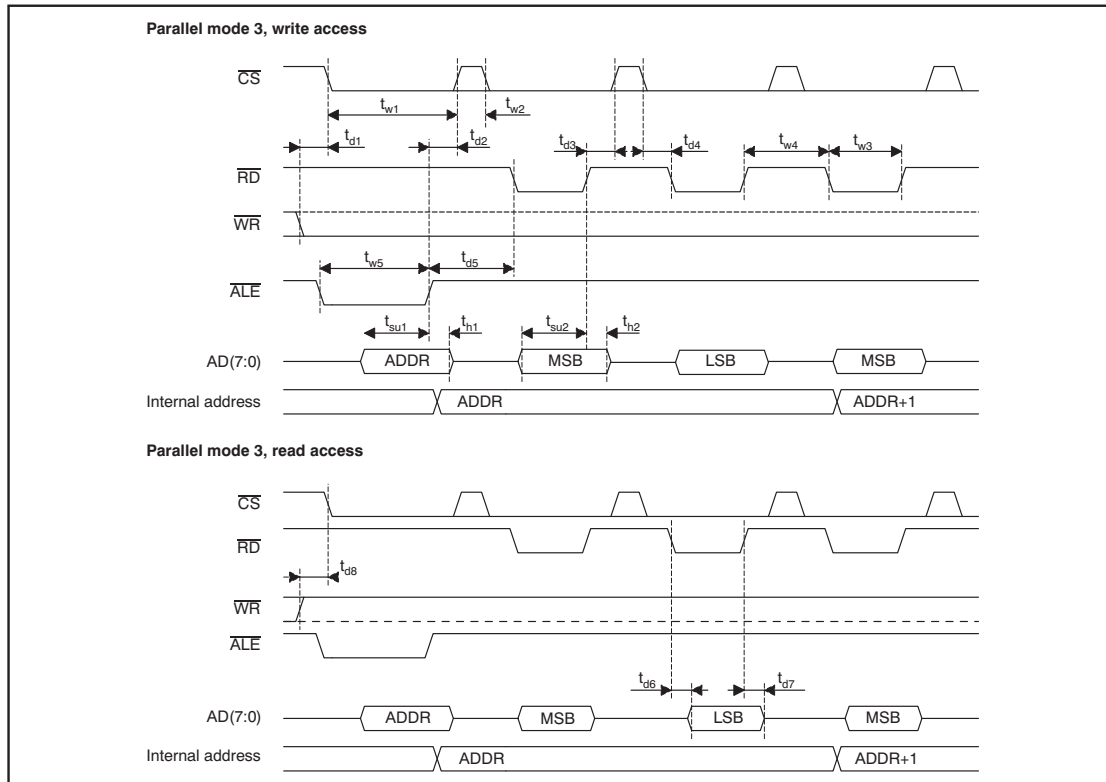 Parallel mode 3, write access
CS
tw1 tw2
td1 td2 td3 td4 tw4 tw3
RD
WR
tw5 td5
ALE
tsu1 th1 tsu2 th2
AD(7:0) ADDR MSB LSB MSB
Internal address ADDR ADDR+1
Parallel mode 3, read access
CS
RD
td8
WR
ALE
td6 td7
AD(7:0) ADDR MSB LSB MSB
Internal address ADDR ADDR+1